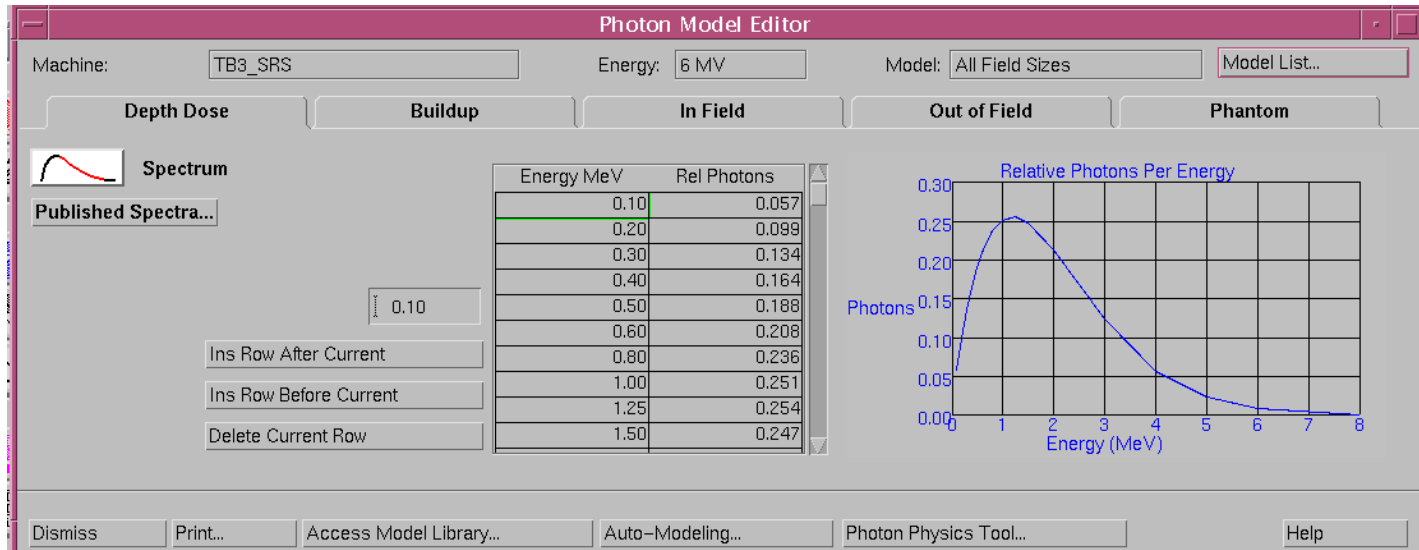 Photon Model Editor
Machine: TB3_SRS Energy: 6 MV Model: All Field Sizes Model List...
Depth Dose Buildup In Field Out of Field Phantom
Spectrum
Published Spectra...
0.10
Ins Row After Current
Ins Row Before Current
Delete Current Row
Energy MeV Rel Photons
0.10 0.057
0.20 0.099
0.30 0.134
0.40 0.164
0.50 0.188
0.60 0.208
0.80 0.236
1.00 0.251
1.25 0.254
1.50 0.247
Relative Photons Per Energy
0.30
0.25
0.20
Photons 0.15
0.10
0.05
0.00
0 1 2 3 4 5 6 7 8
Energy (MeV)
Dismiss Print... Access Model Library... Auto-Modeling... Photon Physics Tool... Help